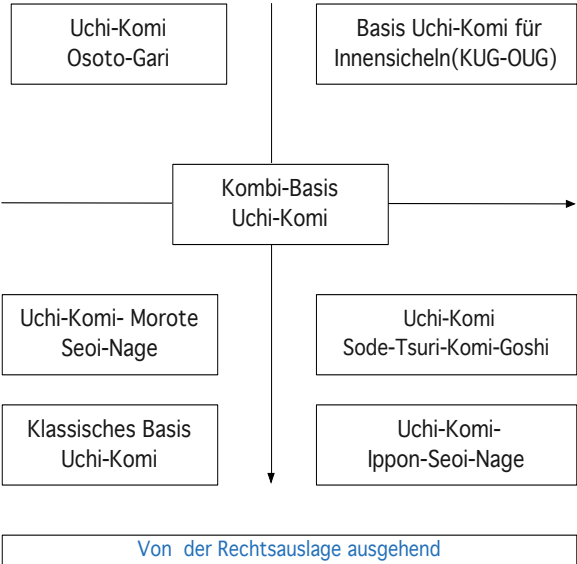 Uchi-Komi
Osoto-Gari
Basis Uchi-Komi für
Innensicheln(KUG-OUG)
Kombi-Basis
Uchi-Komi
Uchi-Komi- Morote
Seoi-Nage
Uchi-Komi
Sode-Tsuri-Komi-Goshi
Klassisches Basis
Uchi-Komi
Uchi-Komi-
Ippon-Seoi-Nage
Von der Rechtsauslage ausgehend